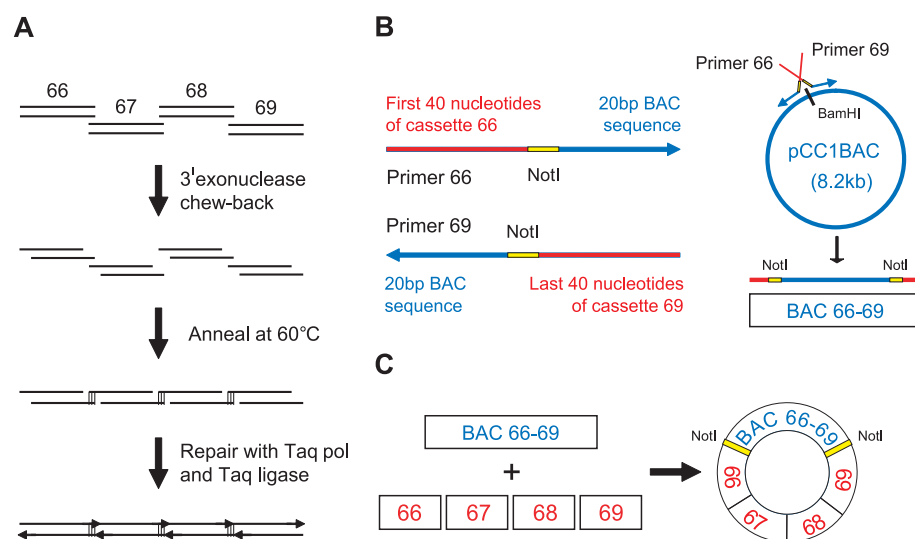 A
66
67
68
69
3'exonuclease
chew-back
Anneal at 60°C
Repair with Taq pol
and Taq ligase
B
First 40 nucleotides
of cassette 66
20bp BAC
sequence
NotI
Primer 66
Primer 69
NotI
20bp BAC
sequence
Last 40 nucleotides
of cassette 69
Primer 66
Primer 69
BamHI
pCC1BAC
(8.2kb)
NotI
NotI
BAC 66-69
C
BAC 66-69
+
66
67
68
69
NotI
BAC 66-69
NotI
66
67
68
69